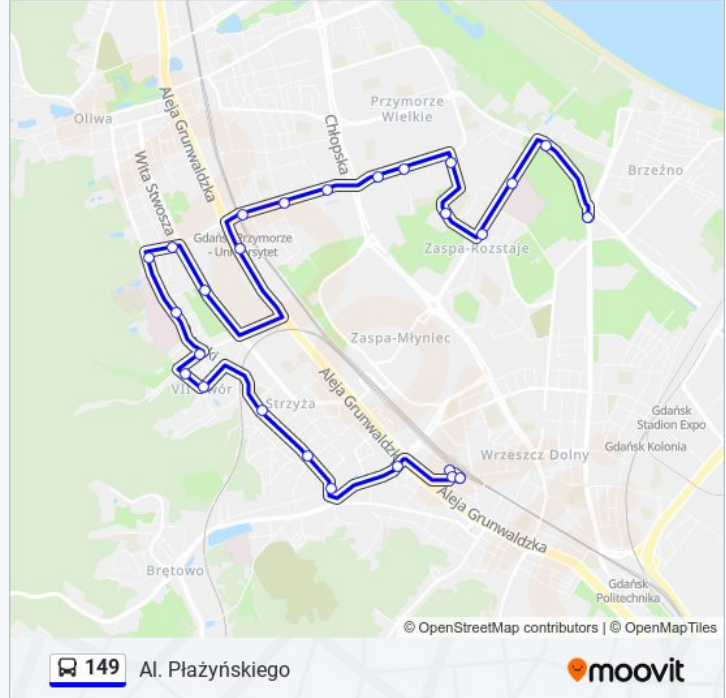 Oliwa
Aleja Grunwaldzka
Wita Stwosza
Chłopska
Przymorze
Wielkie
Brzeźno
Gdańsk Przymorze
- Uniwersytet
Zaspa-Rozstaje
Zaspa-Młyniec
VII Dwór
Strzyża
Aleja Grunwaldzka
Wrzeszcz Dolny
Gdańsk
Stadion Expo
Gdańsk Kolonia
Aleja Grunwaldzka
Brętowo
Gdańsk
Politechnika
© OpenStreetMap contributors | © OpenMapTiles
149 Al. Płażyńskiego
moovit